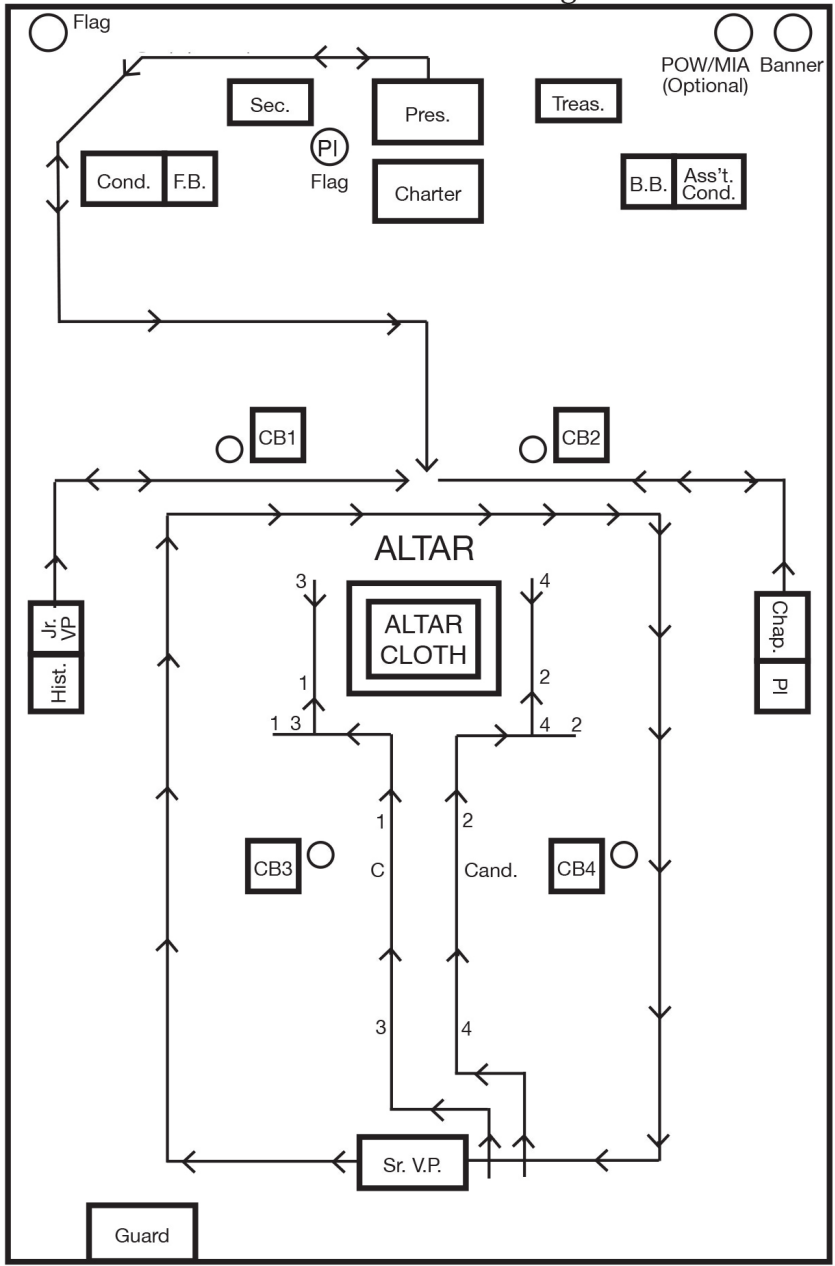 Flag
POW/MIA
(Optional)
Banner
Sec.
Pres.
Treas.
PI
Flag
Cond.
F.B.
Charter
B.B.
Ass't.
Cond.
CB1
CB2
ALTAR
3
4
ALTAR
CLOTH
Jr.
VP
Hist.
Chap.
PI
1
2
1 3
4 2
1
2
CB3
C
Cand.
CB4
3
4
Sr. V.P.
Guard